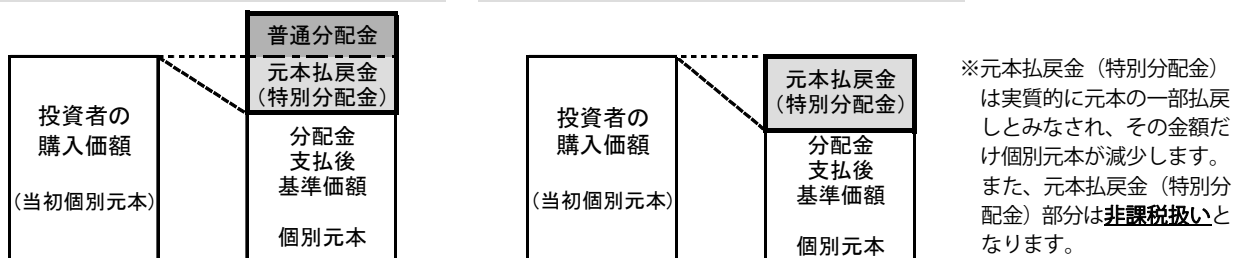 投資者の
購入価額
(当初個別元本)
普通分配金
元本払戻金
(特別分配金)
分配金
支払後
基準価額
個別元本
投資者の
購入価額
(当初個別元本)
元本払戻金
(特別分配金)
分配金
支払後
基準価額
個別元本
※元本払戻金（特別分配金）
は実質的に元本の一部払戻
しとみなされ、その金額だ
け個別元本が減少します。
また、元本払戻金（特別分
配金）部分は非課税扱いと
なります。